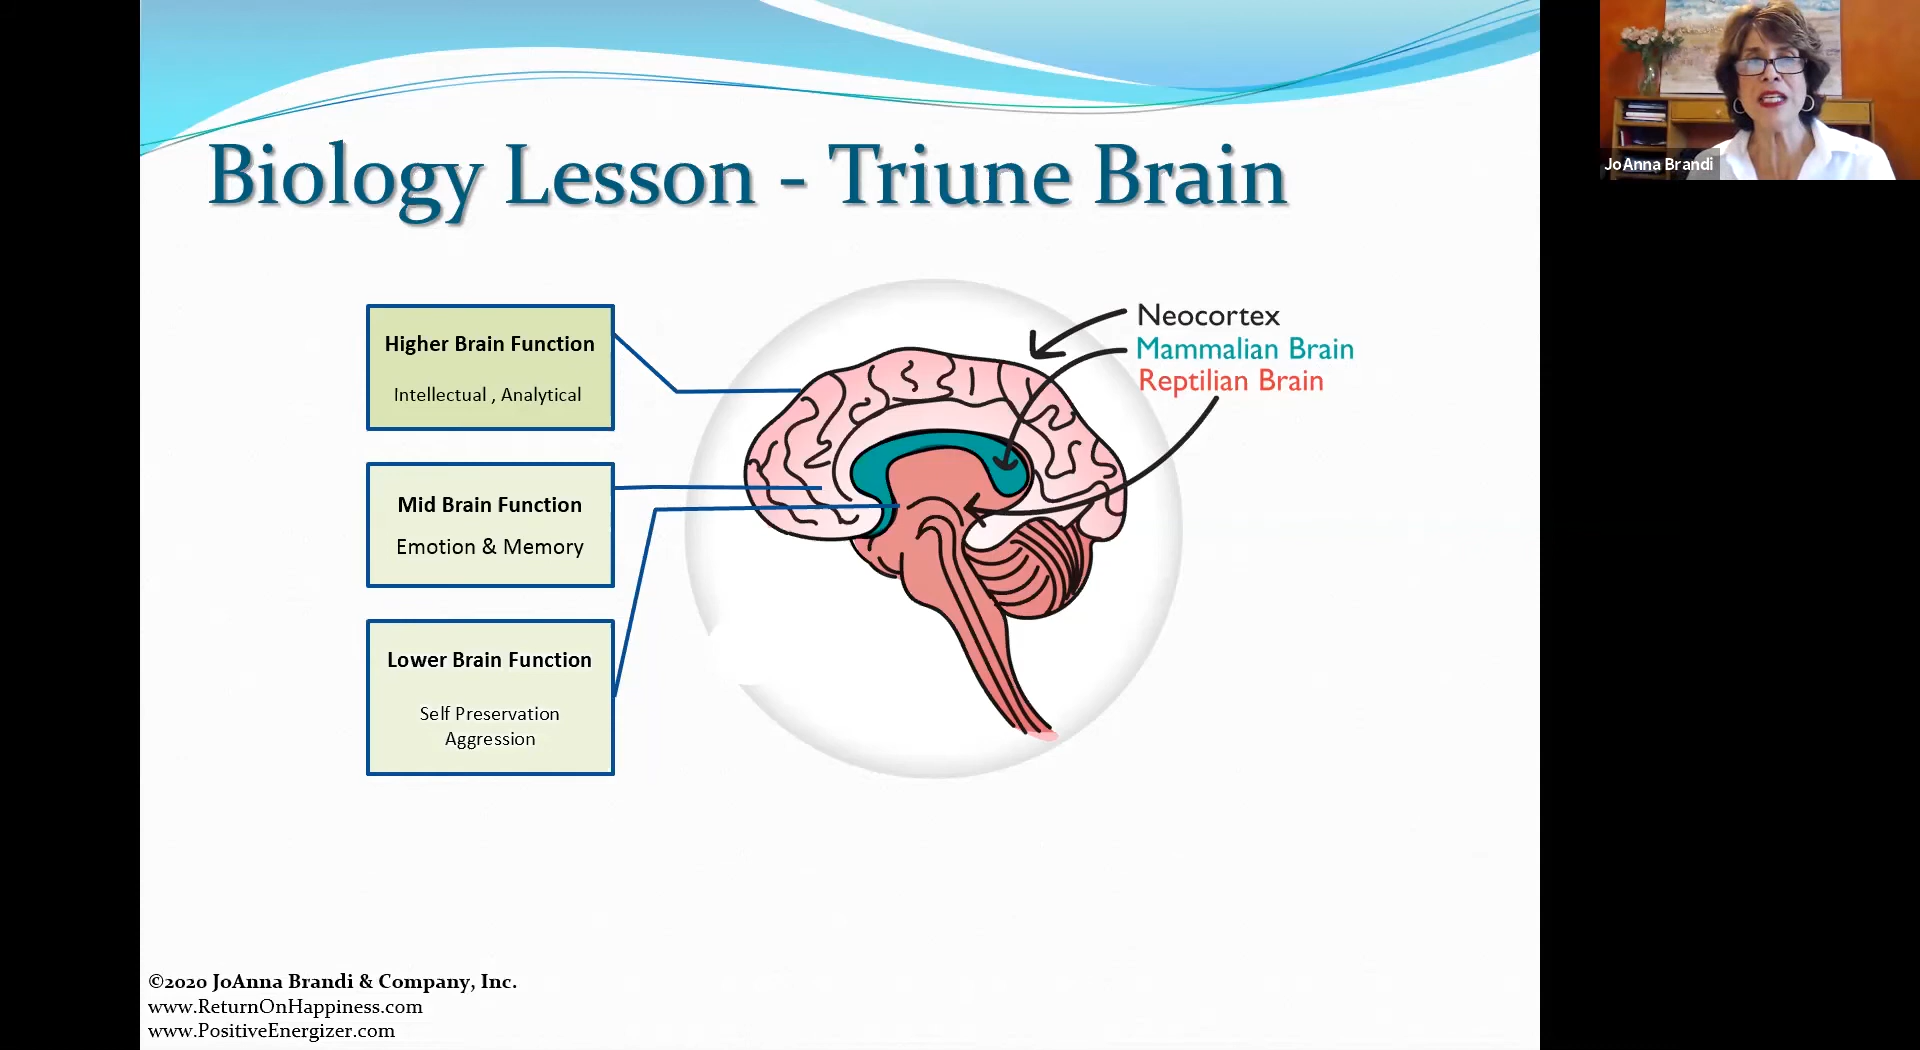 Biology Lesson - Triune Brain
JoAnna Brandi
Higher Brain Function
Intellectual , Analytical
Mid Brain Function
Emotion & Memory
Lower Brain Function
Self Preservation
Aggression
Neocortex
Mammalian Brain
Reptilian Brain
©2020 JoAnna Brandi & Company, Inc.
www.ReturnOnHappiness.com
www.PositiveEnergizer.com